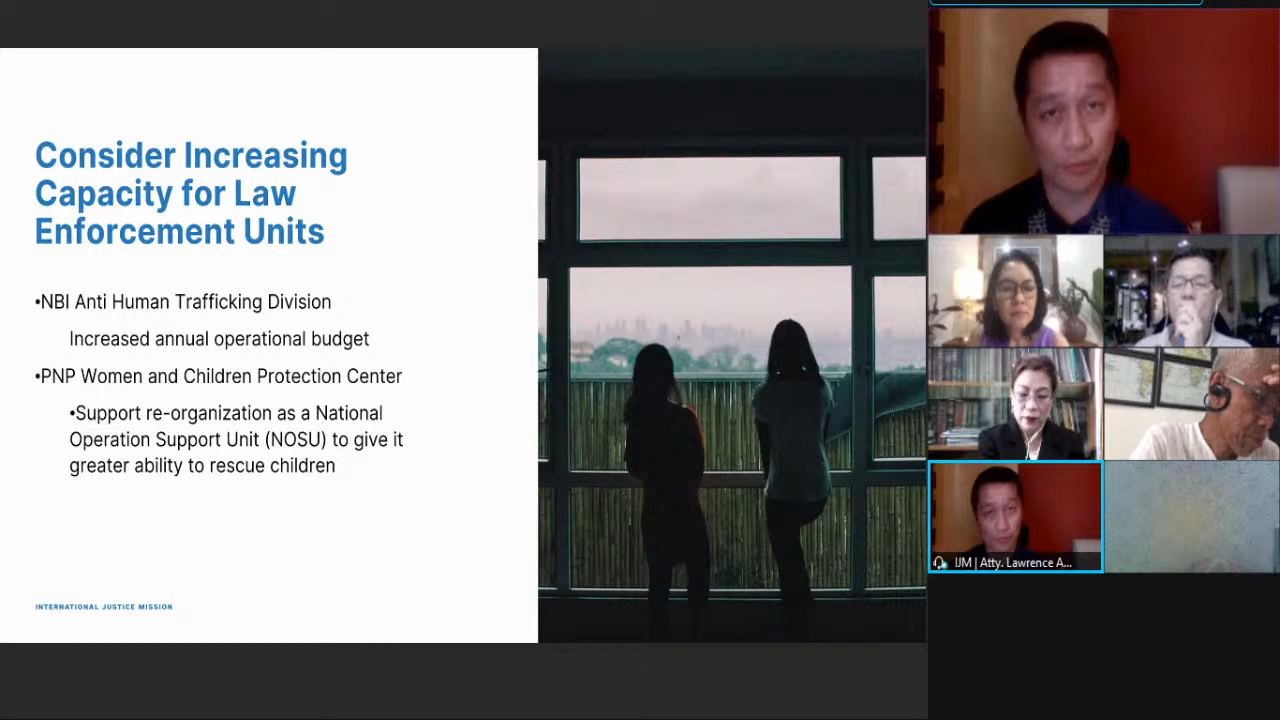 Consider Increasing
Capacity for Law
Enforcement Units
•NBI Anti Human Trafficking Division
Increased annual operational budget
•PNP Women and Children Protection Center
•Support re-organization as a National
Operation Support Unit (NOSU) to give it
greater ability to rescue children
INTERNATIONAL JUSTICE MISSION
IJM | Atty. Lawrence A...